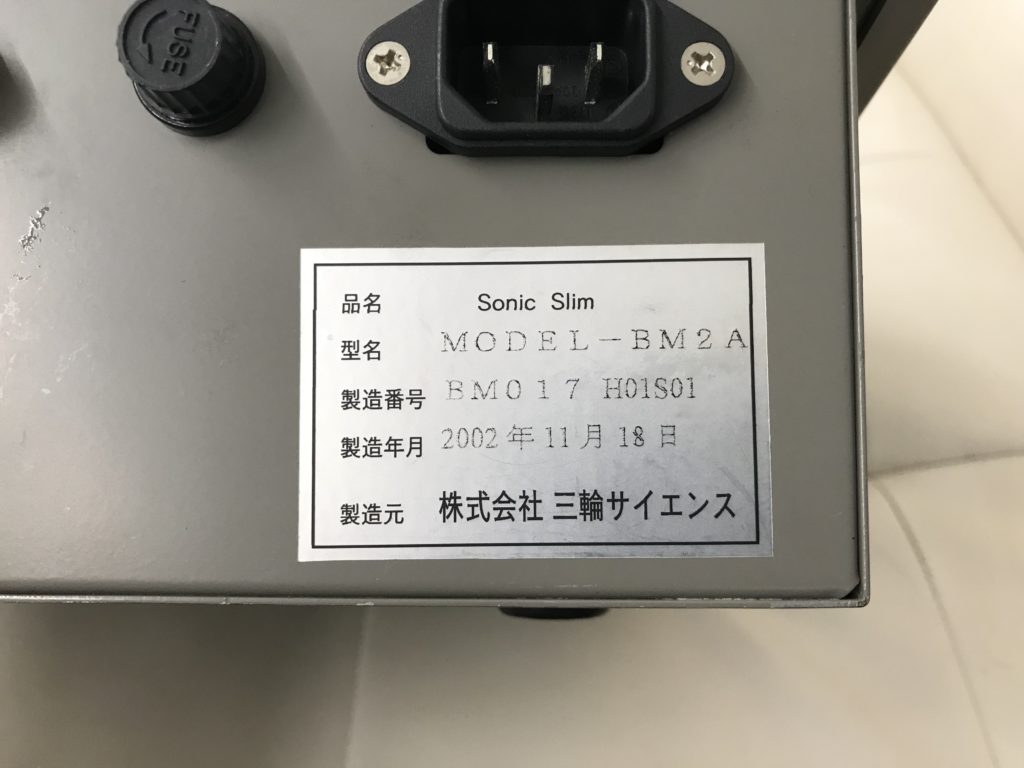 FUSE
品名 Sonic Slim
型名 MODEL-BM2A
製造番号 BM017 H01S01
製造年月 2002年11月18日
製造元 株式会社 三輪サイエンス